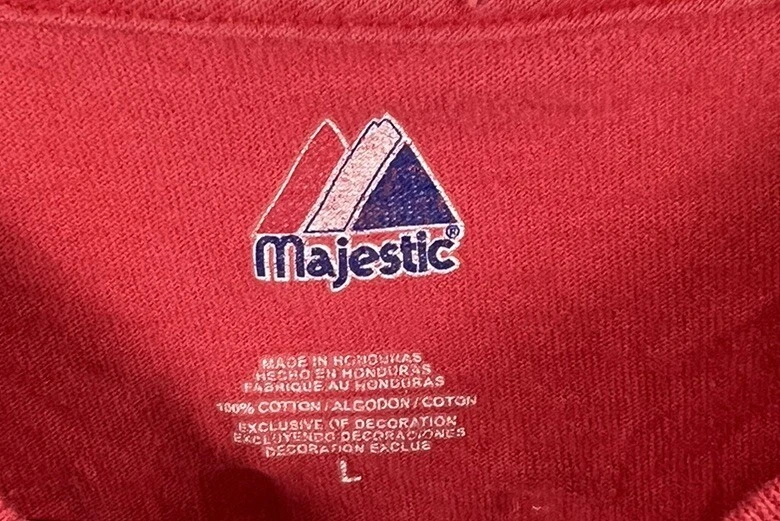 Majestic®
MADE IN HONDURAS
HECHO EN HONDURAS
FABRIQUE AU HONDURAS
100% COTTON / ALGODON / COTON
EXCLUSIVE OF DECORATION
EXCLUYENDO DECORACIONES
DECORATION EXCLUE
L